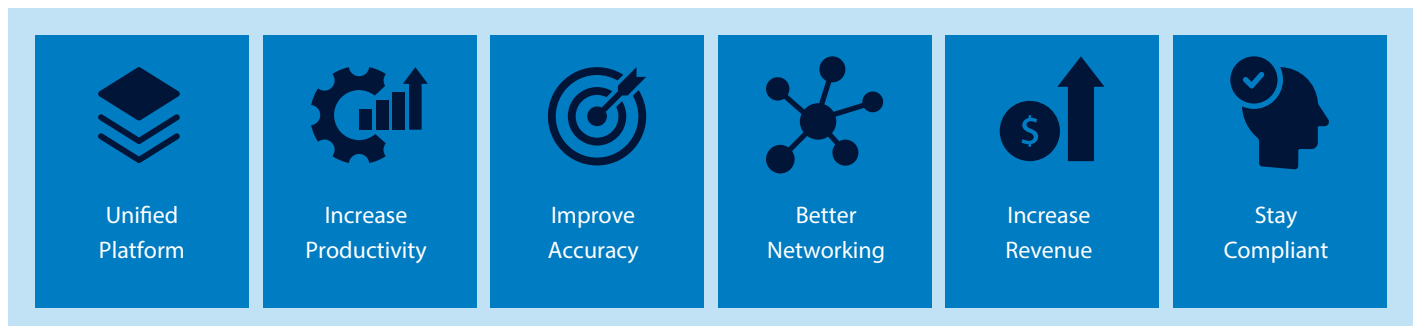 Unified
Platform
Increase
Productivity
Improve
Accuracy
Better
Networking
$
Increase
Revenue
Stay
Compliant